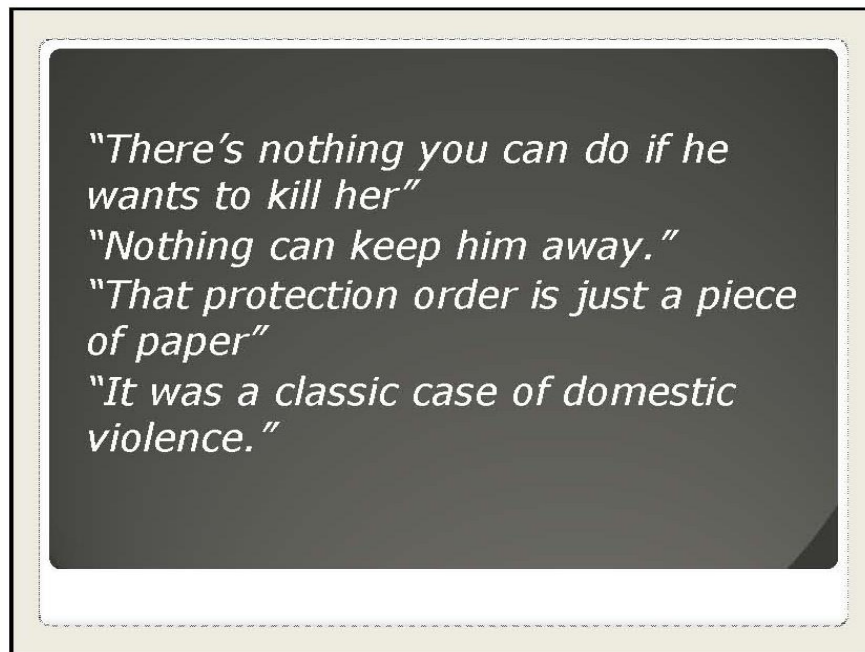 “There’s nothing you can do if he
wants to kill her”
“Nothing can keep him away.”
“That protection order is just a piece
of paper”
“It was a classic case of domestic
violence.”